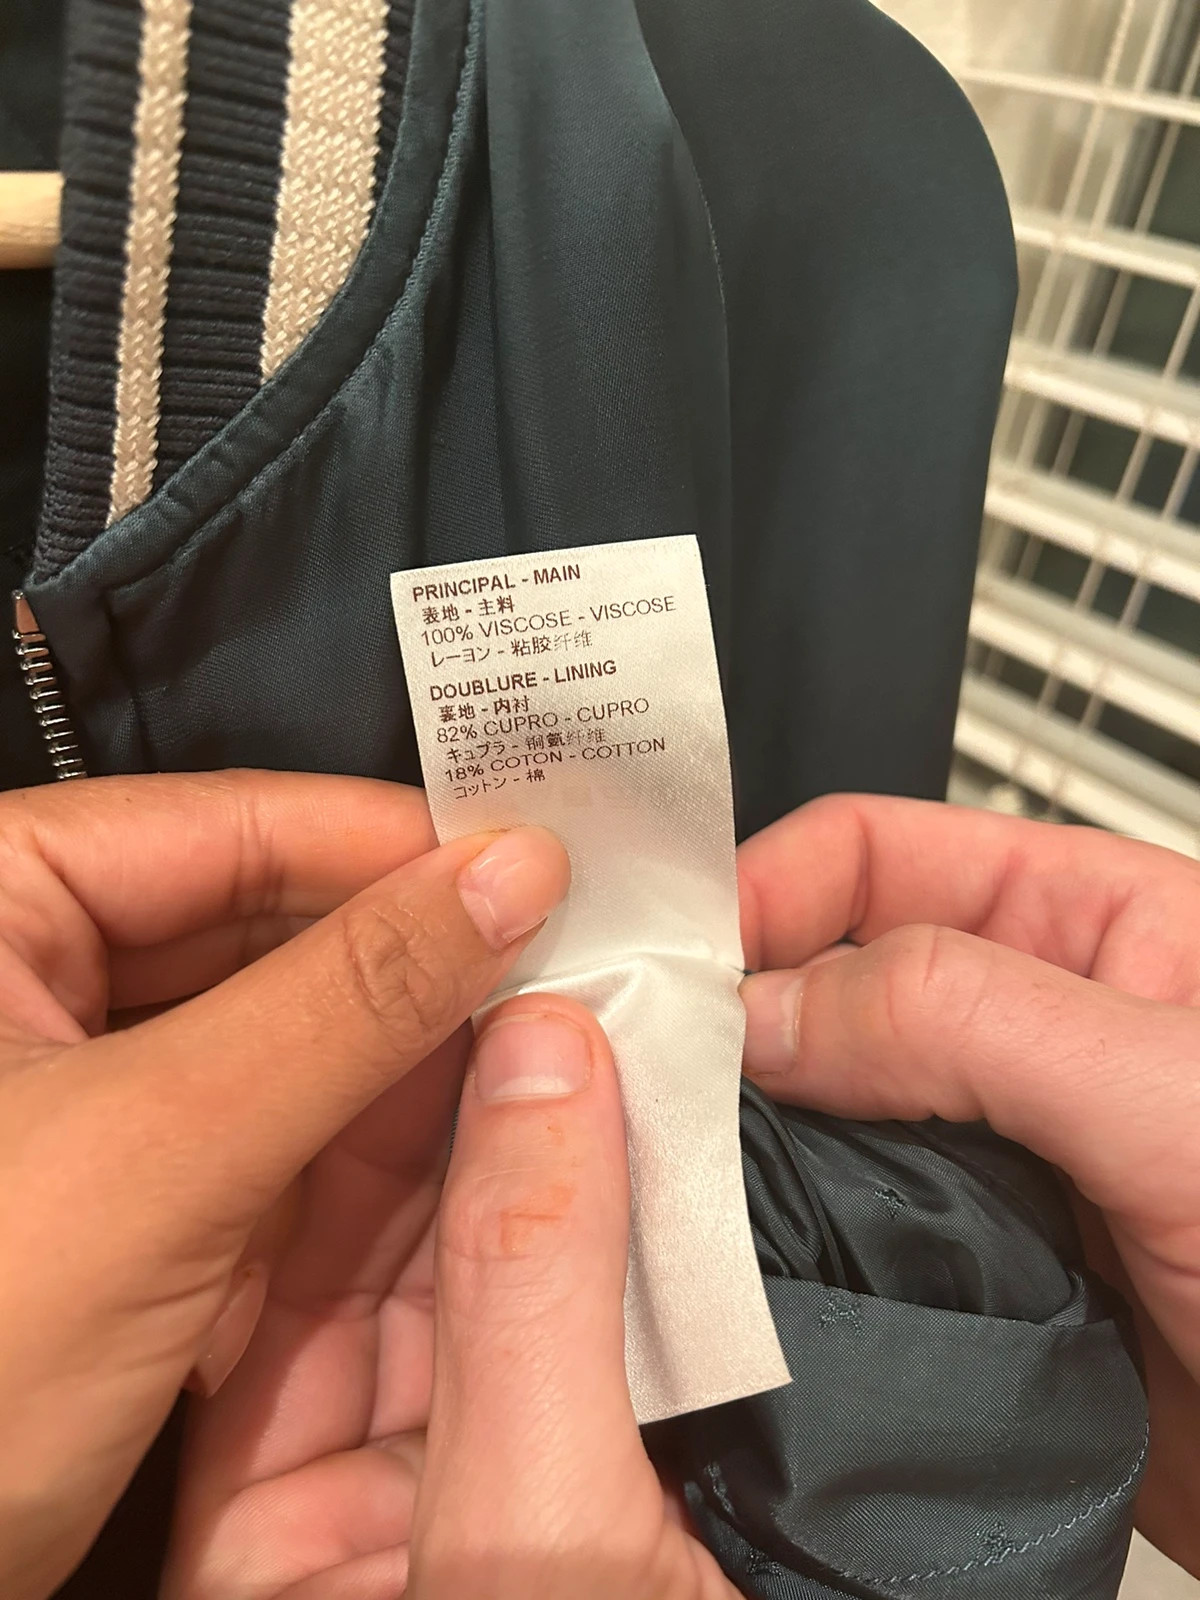 PRINCIPAL - MAIN
表地 - 主料
100% VISCOSE - VISCOSE
レーヨン - 粘胶纤维
DOUBLURE - LINING
裏地 - 内衬
82% CUPRO - CUPRO
キュプラ - 铜氨纤维
18% COTON - COTTON
コットン - 棉